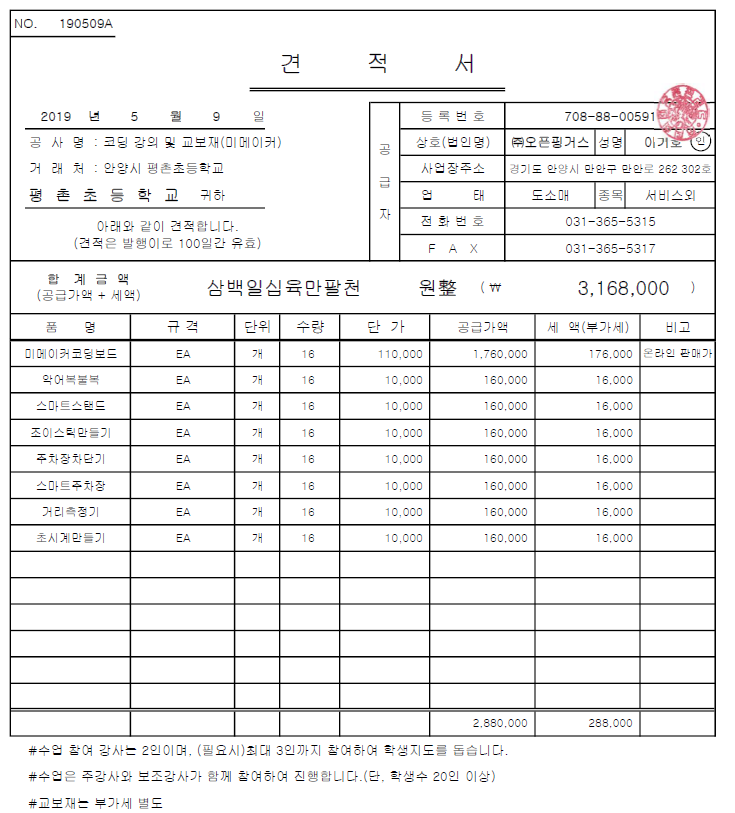 NO. 190509A
견 적 서
2019 년 5 월 9 일
공 사 명 : 코딩 강의 및 교보재(미메이커)
거 래 처 : 안양시 평촌초등학교
평 촌 초 등 학 교 귀하
아래와 같이 견적합니다.
(견적은 발행이로 100일간 유효)
공 급 자
등 록 번 호 708-88-00591
상호(법인명) ㈜오픈핑거스 성명 이기호 인
사업장주소 경기도 안양시 만안구 만안로 262 302호
업 태 도소매 종목 서비스외
전 화 번 호 031-365-5315
F A X 031-365-5317
합 계 금 액
(공급가액 + 세액)
삼백일십육만팔천 원整 ( ₩ 3,168,000 )
품 명 규 격 단위 수량 단 가 공급가액 세 액(부가세) 비고
미메이커코딩보드 EA 개 16 110,000 1,760,000 176,000 온라인 판매가
악어복불복 EA 개 16 10,000 160,000 16,000
스마트스탠드 EA 개 16 10,000 160,000 16,000
조이스틱만들기 EA 개 16 10,000 160,000 16,000
주차장차단기 EA 개 16 10,000 160,000 16,000
스마트주차장 EA 개 16 10,000 160,000 16,000
거리측정기 EA 개 16 10,000 160,000 16,000
초시계만들기 EA 개 16 10,000 160,000 16,000
2,880,000 288,000
#수업 참여 강사는 2인이며, (필요시)최대 3인까지 참여하여 학생지도를 돕습니다.
#수업은 주강사와 보조강사가 함께 참여하여 진행합니다.(단, 학생수 20인 이상)
#교보재는 부가세 별도